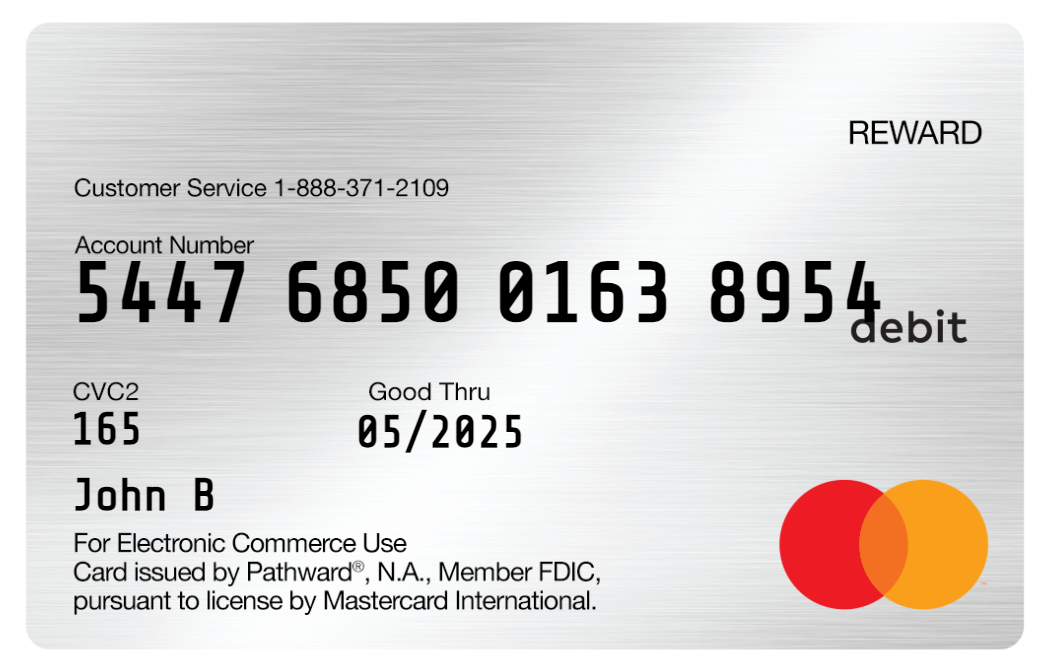 REWARD
Customer Service 1-888-371-2109
Account Number
5447 6850 0163 8954
debit
CVC2 Good Thru
165 05/2025
John B
For Electronic Commerce Use
Card issued by Pathward®, N.A., Member FDIC,
pursuant to license by Mastercard International.